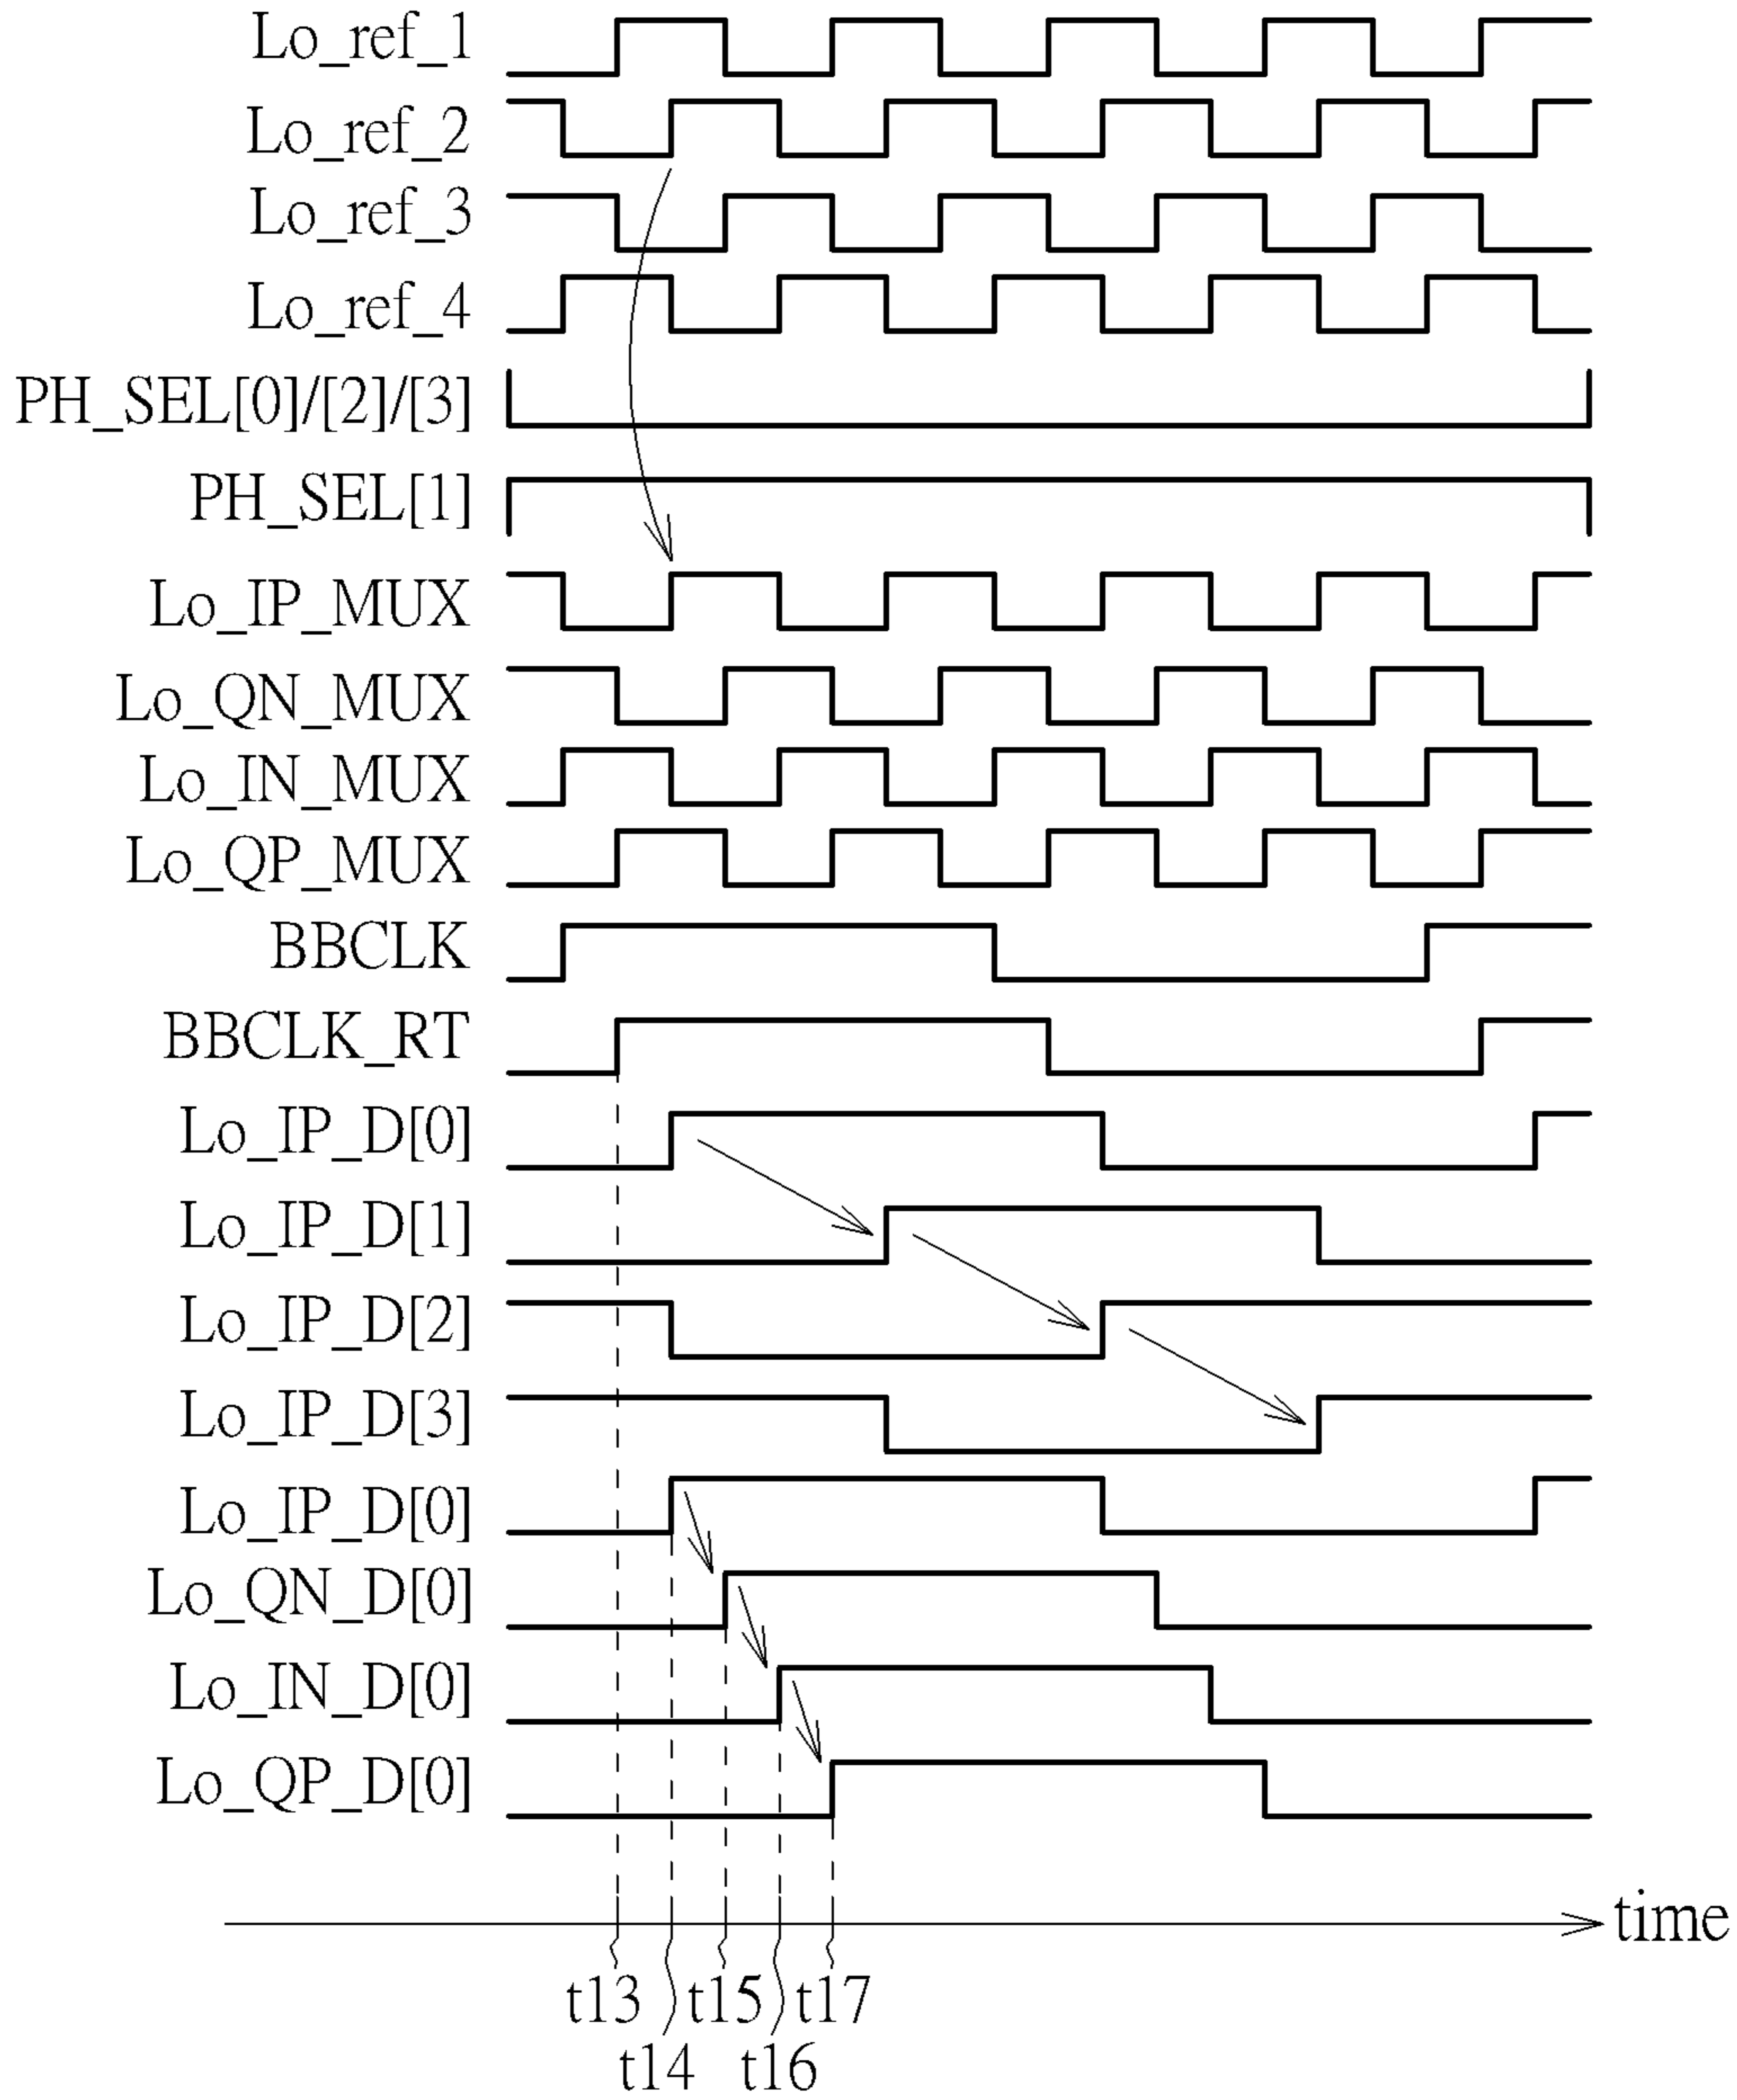 Lo_ref_1
Lo_ref_2
Lo_ref_3
Lo_ref_4
PH_SEL[0]/[2]/[3]
PH_SEL[1]
Lo_IP_MUX
Lo_QN_MUX
Lo_IN_MUX
Lo_QP_MUX
BBCLK
BBCLK_RT
Lo_IP_D[0]
Lo_IP_D[1]
Lo_IP_D[2]
Lo_IP_D[3]
Lo_IP_D[0]
Lo_QN_D[0]
Lo_IN_D[0]
Lo_QP_D[0]
time
t13 t15 t17
t14 t16